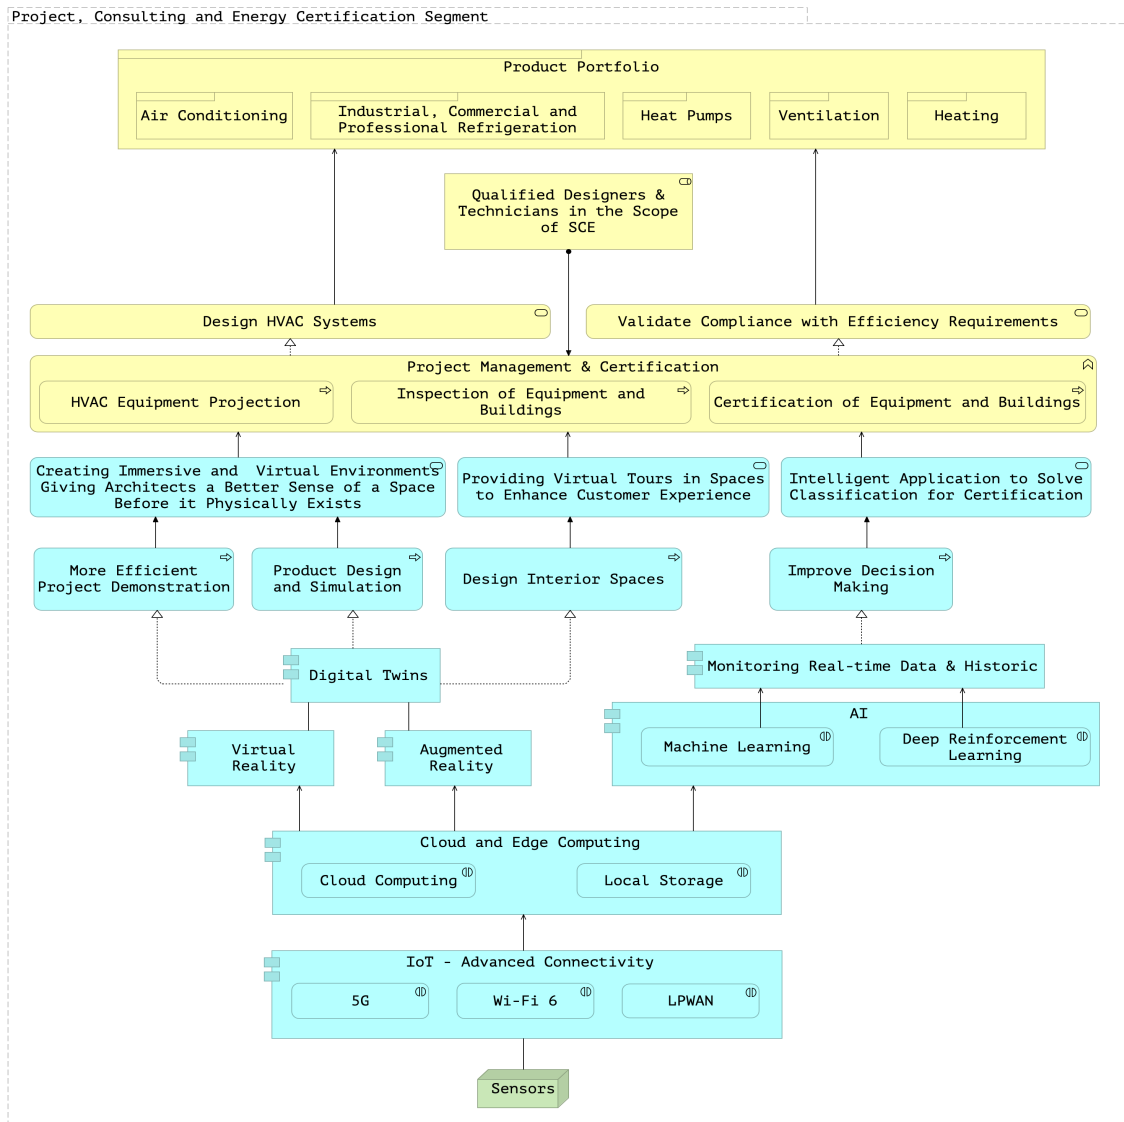 Project, Consulting and Energy Certification Segment
Product Portfolio
Air Conditioning
Industrial, Commercial and
Professional Refrigeration
Heat Pumps
Ventilation
Heating
Qualified Designers &
Technicians in the Scope
of SCE
Design HVAC Systems
Validate Compliance with Efficiency Requirements
Project Management & Certification
HVAC Equipment Projection
Inspection of Equipment and
Buildings
Certification of Equipment and Buildings
Creating Immersive and  Virtual Environments
Giving Architects a Better Sense of a Space
Before it Physically Exists
Providing Virtual Tours in Spaces
to Enhance Customer Experience
Intelligent Application to Solve
Classification for Certification
More Efficient
Project Demonstration
Product Design
and Simulation
Design Interior Spaces
Improve Decision
Making
Digital Twins
Monitoring Real-time Data & Historic
Virtual
Reality
Augmented
Reality
AI
Machine Learning
Deep Reinforcement
Learning
Cloud and Edge Computing
Cloud Computing
Local Storage
IoT - Advanced Connectivity
5G
Wi-Fi 6
LPWAN
Sensors